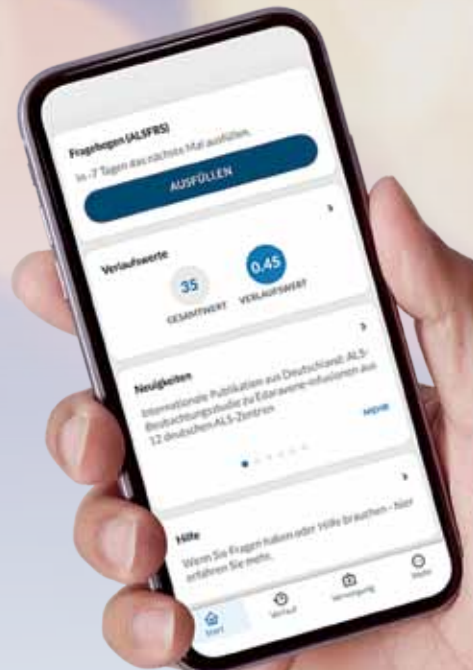 Fragebogen (ALSFRS)
In -7 Tagen das nächste Mal ausfüllen.
AUSFÜLLEN
Verlaufswerte
35
0.45
GESAMTWERT
VERLAUFSWERT
Neuigkeiten
Internationale Publikation aus Deutschland: ALS-
Beobachtungsstudie zu Edaravone-Infusionen aus
12 deutschen ALS-Zentren
MEHR
Hilfe
Wenn Sie Fragen haben oder Hilfe brauchen - hier
erfahren Sie mehr.
Start
Verlauf
Versorgung
Mehr